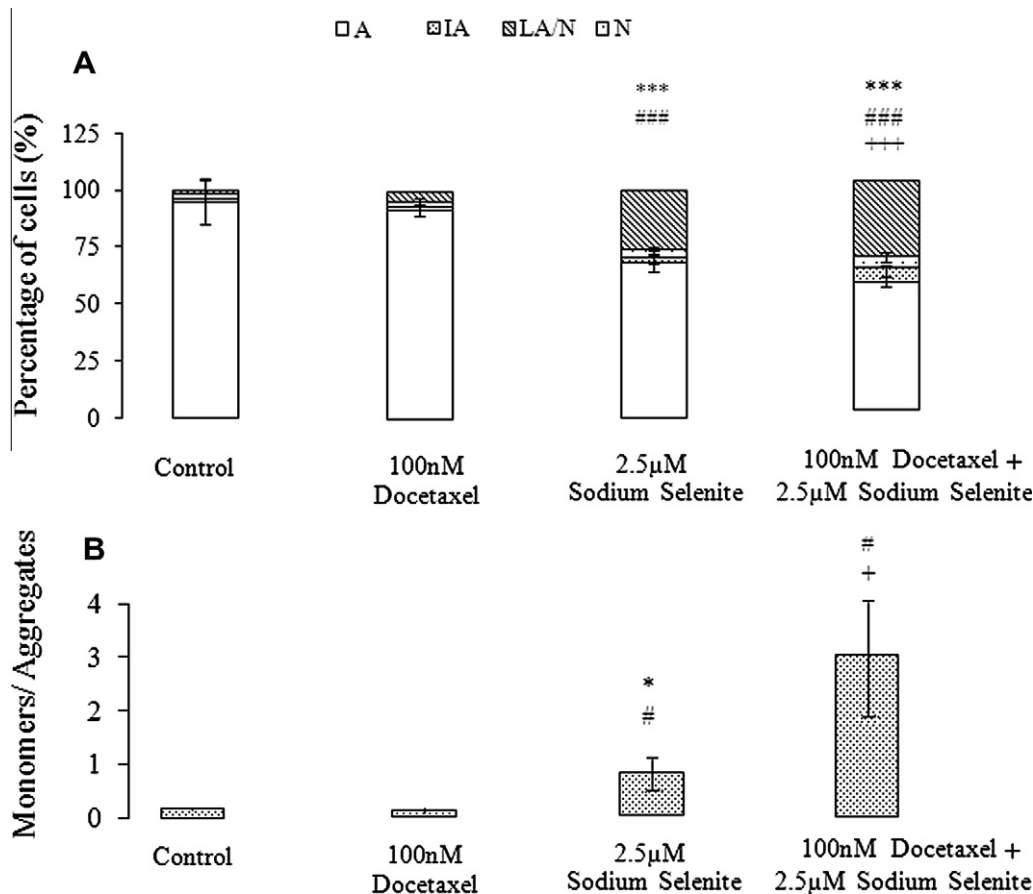 A IA LA/N N
A
*** ***
### ###
+++
Percentage of cells (%)
125
100
75
50
25
0
Control
100nM
Docetaxel
2.5µM
Sodium Selenite
100nM Docetaxel +
2.5µM Sodium Selenite
B
#
+
*
#
Monomers/ Aggregates
4
3
2
1
0
Control
100nM
Docetaxel
2.5µM
Sodium Selenite
100nM Docetaxel +
2.5µM Sodium Selenite